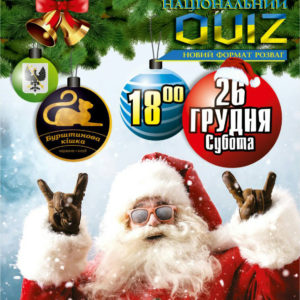 НАЦІОНАЛЬНИЙ
QUIZ
НОВИЙ ФОРМАТ РОЗВАГ
18⁰⁰
26
ГРУДНЯ
Субота
Бурштинова
кішка